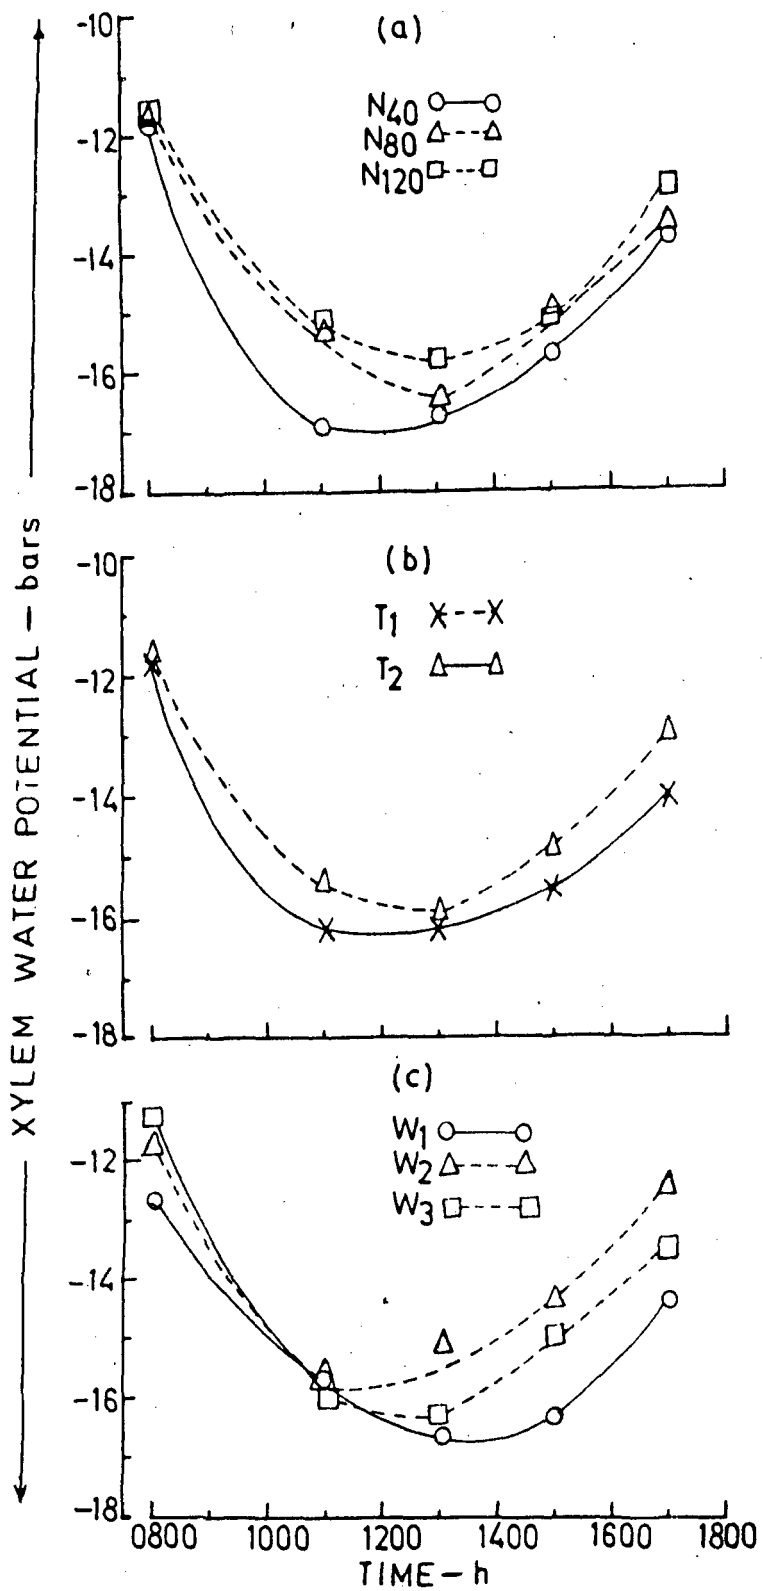 XYLEM WATER POTENTIAL — bars
(a)
-10
-12
-14
-16
-18
N40
N80
N120
(b)
-10
-12
-14
-16
-18
T1
T2
(c)
-12
-14
-16
-18
W1
W2
W3
0800 1000 1200 1400 1600 1800
TIME - h